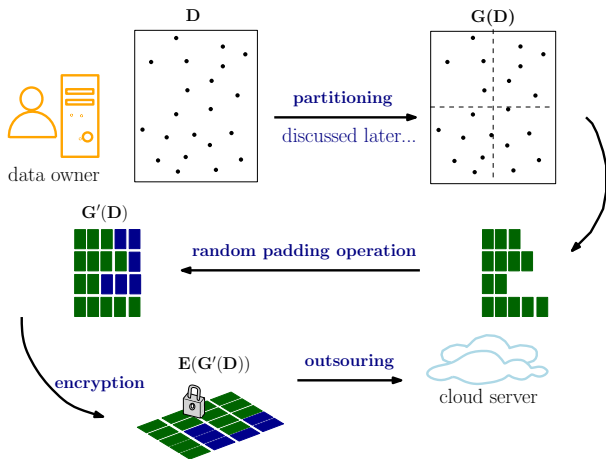 D
G(D)
partitioning
discussed later...
data owner
G′(D)
random padding operation
E(G′(D))
outsouring
encryption
cloud server